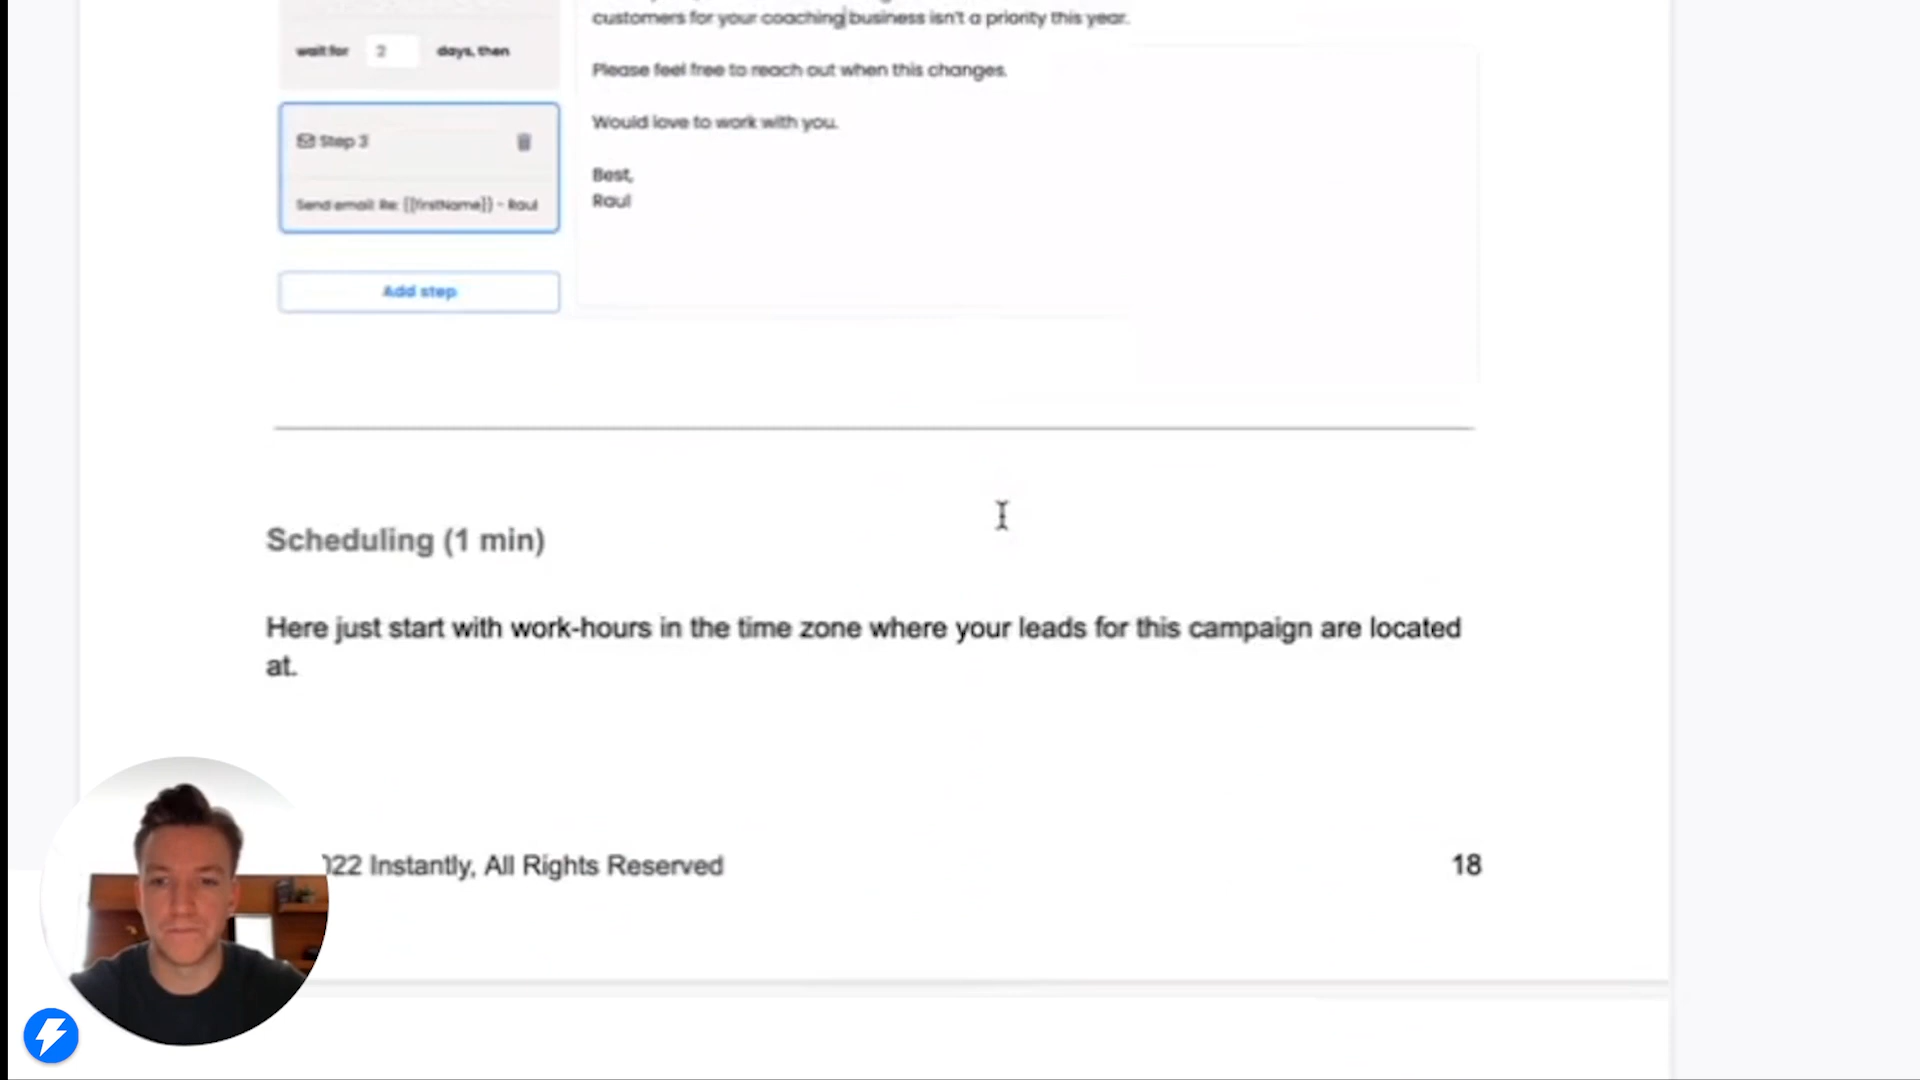 customers for your coaching business isn't a priority this year.
wait for 2 days, then
Please feel free to reach out when this changes.
Would love to work with you.
Step 3
Best,
Raul
Send email: Re: {{firstName}} - Raul
Add step
Scheduling (1 min)
Here just start with work-hours in the time zone where your leads for this campaign are located
at.
022 Instantly, All Rights Reserved
18